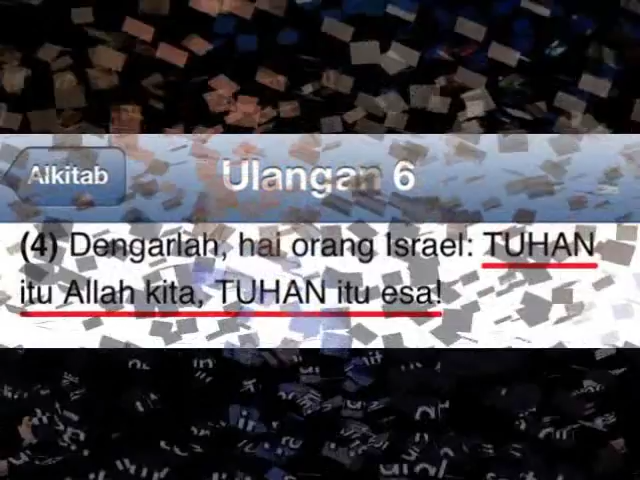 Alkitab
Ulangan 6
(4) Dengarlah, hai orang Israel: TUHAN
itu Allah kita, TUHAN itu esa!